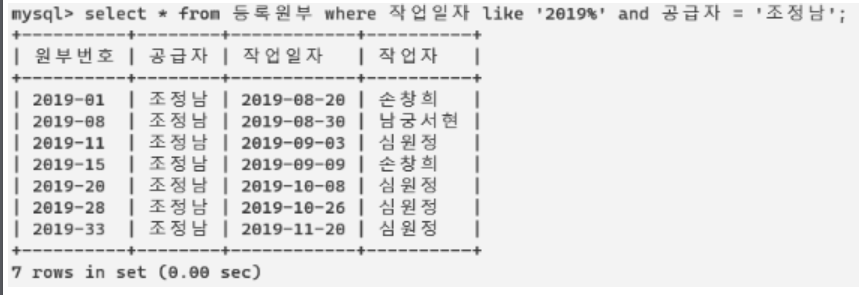 mysql> select * from 등록원부 where 작업일자 like '2019%' and 공급자 = '조정남';
+----------+--------+------------+----------+
| 원부번호 | 공급자 | 작업일자   | 작업자   |
+----------+--------+------------+----------+
| 2019-01  | 조정남 | 2019-08-20 | 손창희   |
| 2019-08  | 조정남 | 2019-08-30 | 남궁서현 |
| 2019-11  | 조정남 | 2019-09-03 | 심원정   |
| 2019-15  | 조정남 | 2019-09-09 | 손창희   |
| 2019-20  | 조정남 | 2019-10-08 | 심원정   |
| 2019-28  | 조정남 | 2019-10-26 | 심원정   |
| 2019-33  | 조정남 | 2019-11-20 | 심원정   |
+----------+--------+------------+----------+
7 rows in set (0.00 sec)